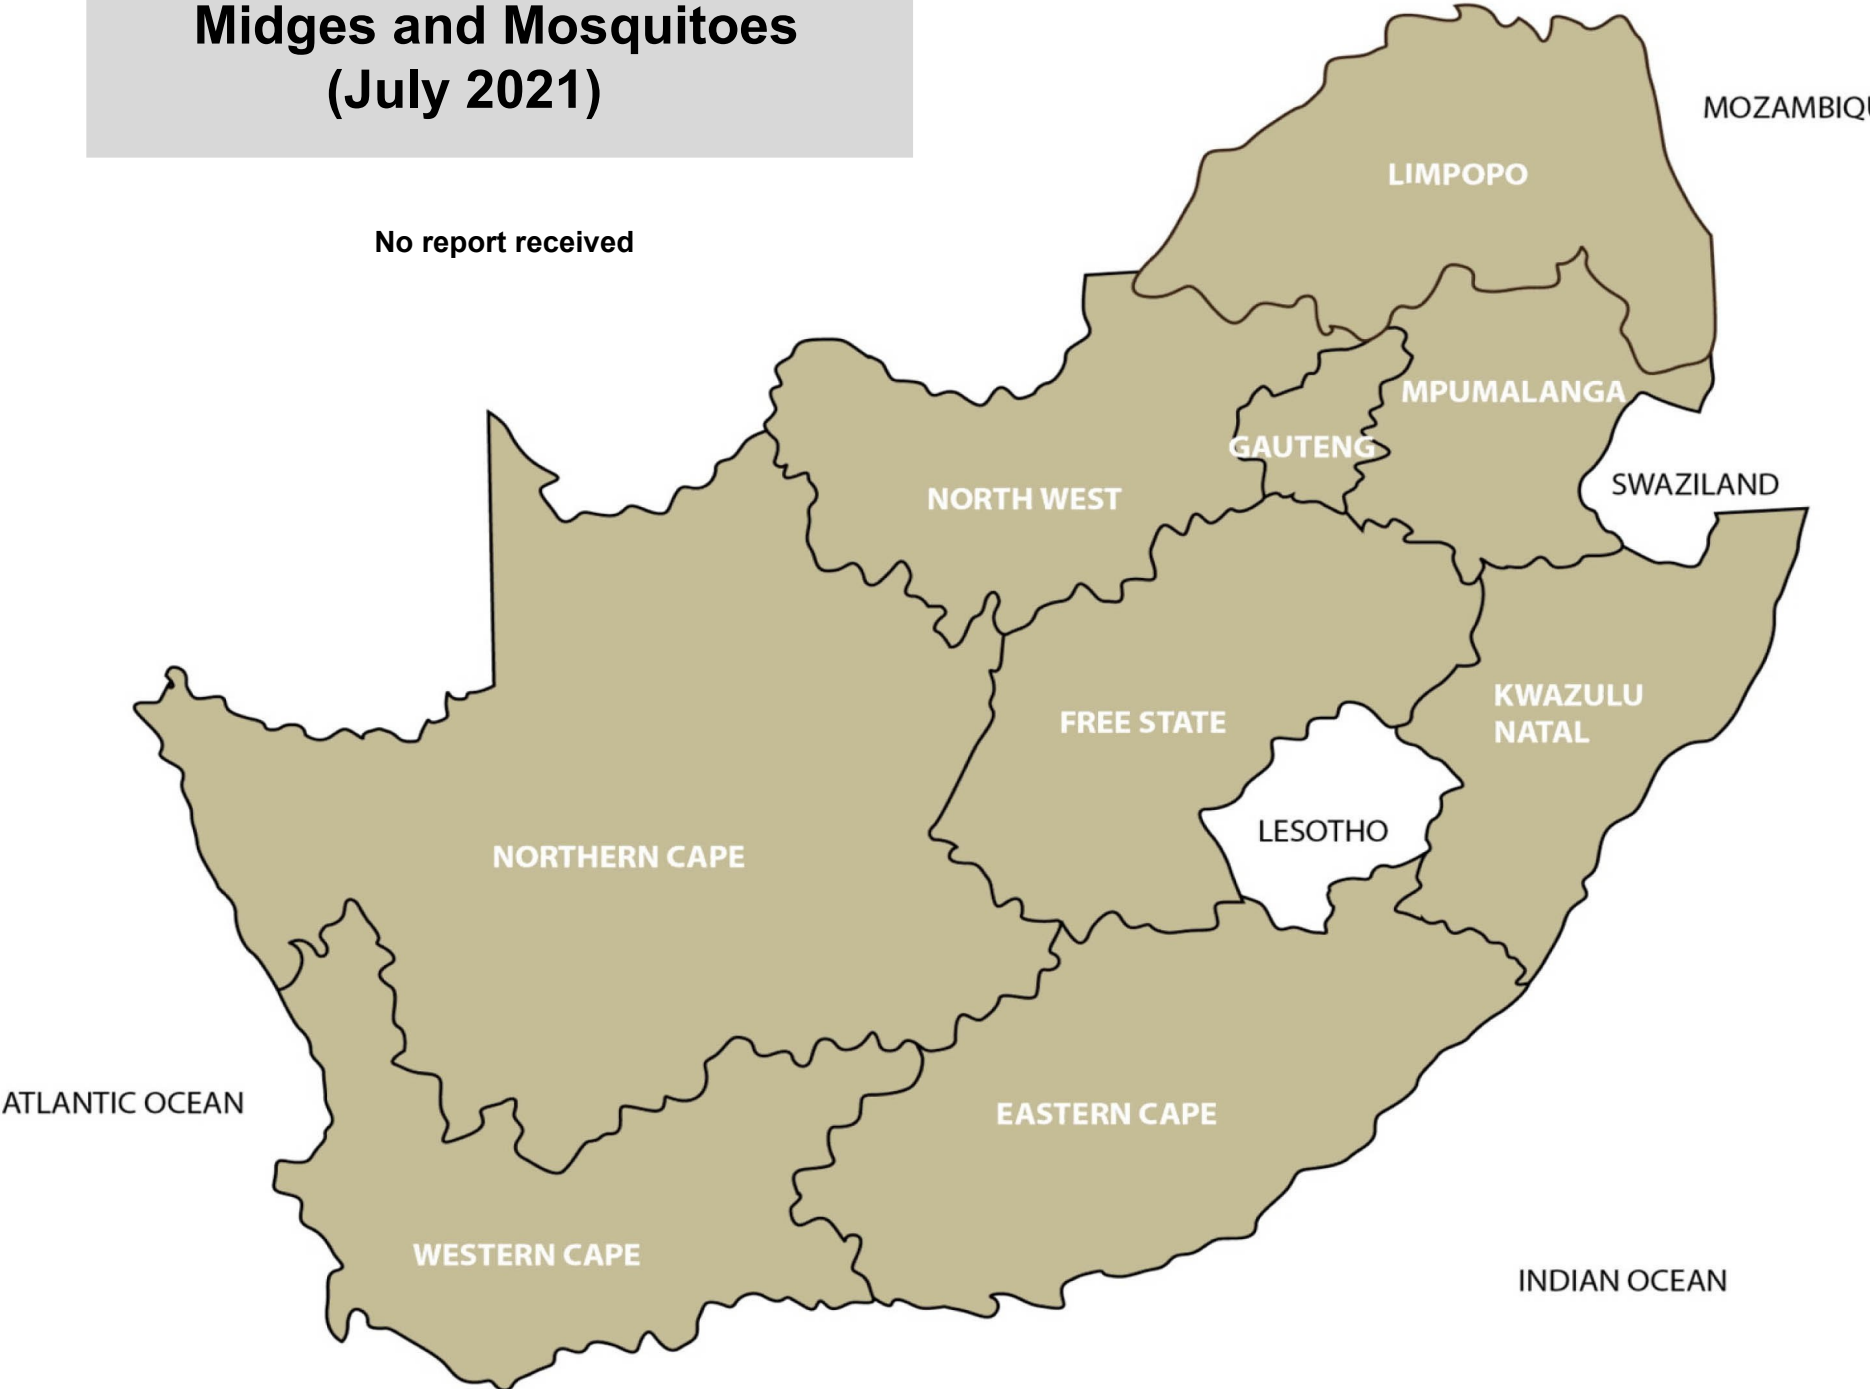 Midges and Mosquitoes
(July 2021)
No report received
MOZAMBIQU
LIMPOPO
MPUMALANGA
GAUTENG
SWAZILAND
NORTH WEST
KWAZULU
NATAL
FREE STATE
LESOTHO
NORTHERN CAPE
ATLANTIC OCEAN
EASTERN CAPE
WESTERN CAPE
INDIAN OCEAN